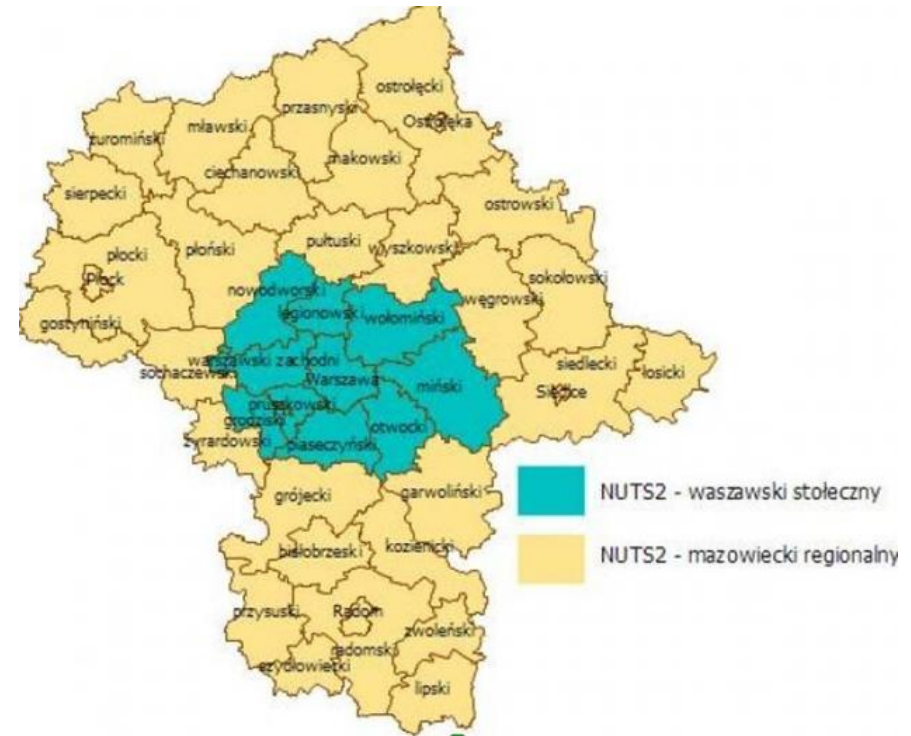 ostrołęcki
przasnyski
Ostrołęka
mławski
żuromiński
makowski
ciechanowski
sierpecki
ostrowski
pułtuski
wyszkowski
płoński
płocki
Płock
sokołowski
nowodworski
węgrowski
legionowski
wołomiński
gostyniński
warszawski zachodni
siedlecki
łosicki
sochaczewski
Warszawa
miński
Siedlce
pruszkowski
grodziski
otwocki
żyrardowski
piaseczyński
garwoliński
grójecki
NUTS2 - waszawski stołeczny
kozienicki
białobrzeski
NUTS2 - mazowiecki regionalny
przysuski
Radom
zwoleński
radomski
szydłowiecki
lipski